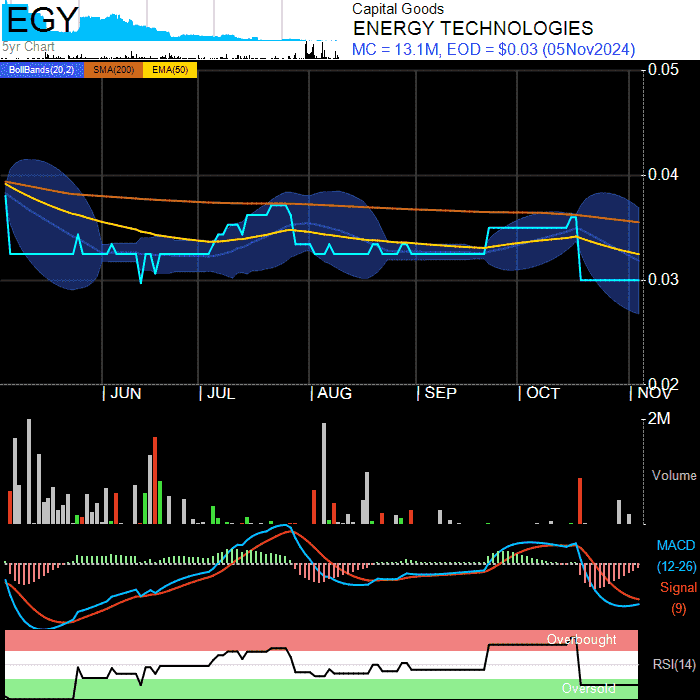 EGY
5yr Chart
Capital Goods
ENERGY TECHNOLOGIES
MC = 13.1M, EOD = $0.03 (05Nov2024)
BollBands(20,2) SMA(200) EMA(50)
0.05
0.04
0.03
0.02
| JUN | JUL | AUG | SEP | OCT | NOV
2M
Volume
MACD
(12-26)
Signal
(9)
Overbought
RSI(14)
Oversold